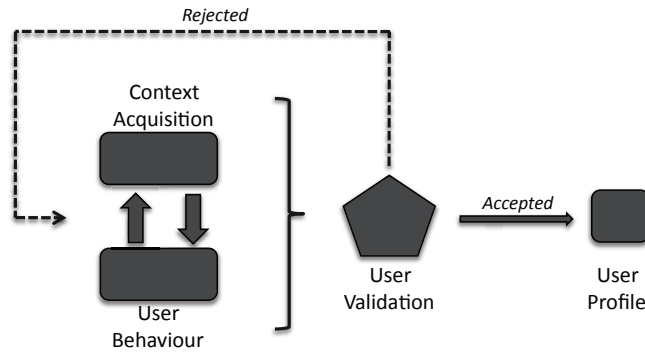 Rejected
Context
Acquisition
User
Behaviour
User
Validation
Accepted
User
Profile